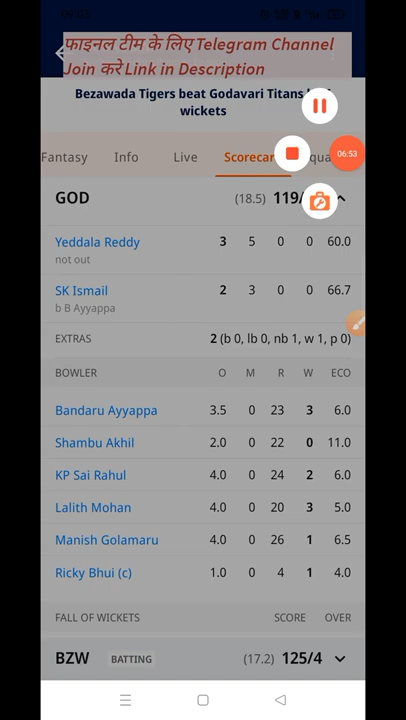 09:03
फाइनल टीम के लिए Telegram Channel
Join करे Link in Description
Bezawada Tigers beat Godavari Titans
wickets
Fantasy Info Live Scorecar
GOD (18.5) 119/
Yeddala Reddy 3 5 0 0 60.0
not out
SK Ismail 2 3 0 0 66.7
b B Ayyappa
EXTRAS 2 (b 0, lb 0, nb 1, w 1, p 0)
BOWLER O M R W ECO
Bandaru Ayyappa 3.5 0 23 3 6.0
Shambu Akhil 2.0 0 22 0 11.0
KP Sai Rahul 4.0 0 24 2 6.0
Lalith Mohan 4.0 0 20 3 5.0
Manish Golamaru 4.0 0 26 1 6.5
Ricky Bhui (c) 1.0 0 4 1 4.0
FALL OF WICKETS SCORE OVER
BZW BATTING (17.2) 125/4
06:53